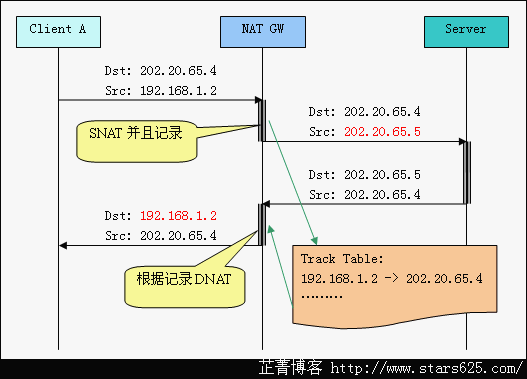 Client A
NAT GW
Server
Dst: 202.20.65.4
Src: 192.168.1.2
SNAT 并且记录
Dst: 202.20.65.4
Src: 202.20.65.5
Dst: 202.20.65.5
Src: 202.20.65.4
Dst: 192.168.1.2
Src: 202.20.65.4
根据记录DNAT
Track Table:
192.168.1.2 -> 202.20.65.4
.........
芷菁博客 http://www.stars625.com/